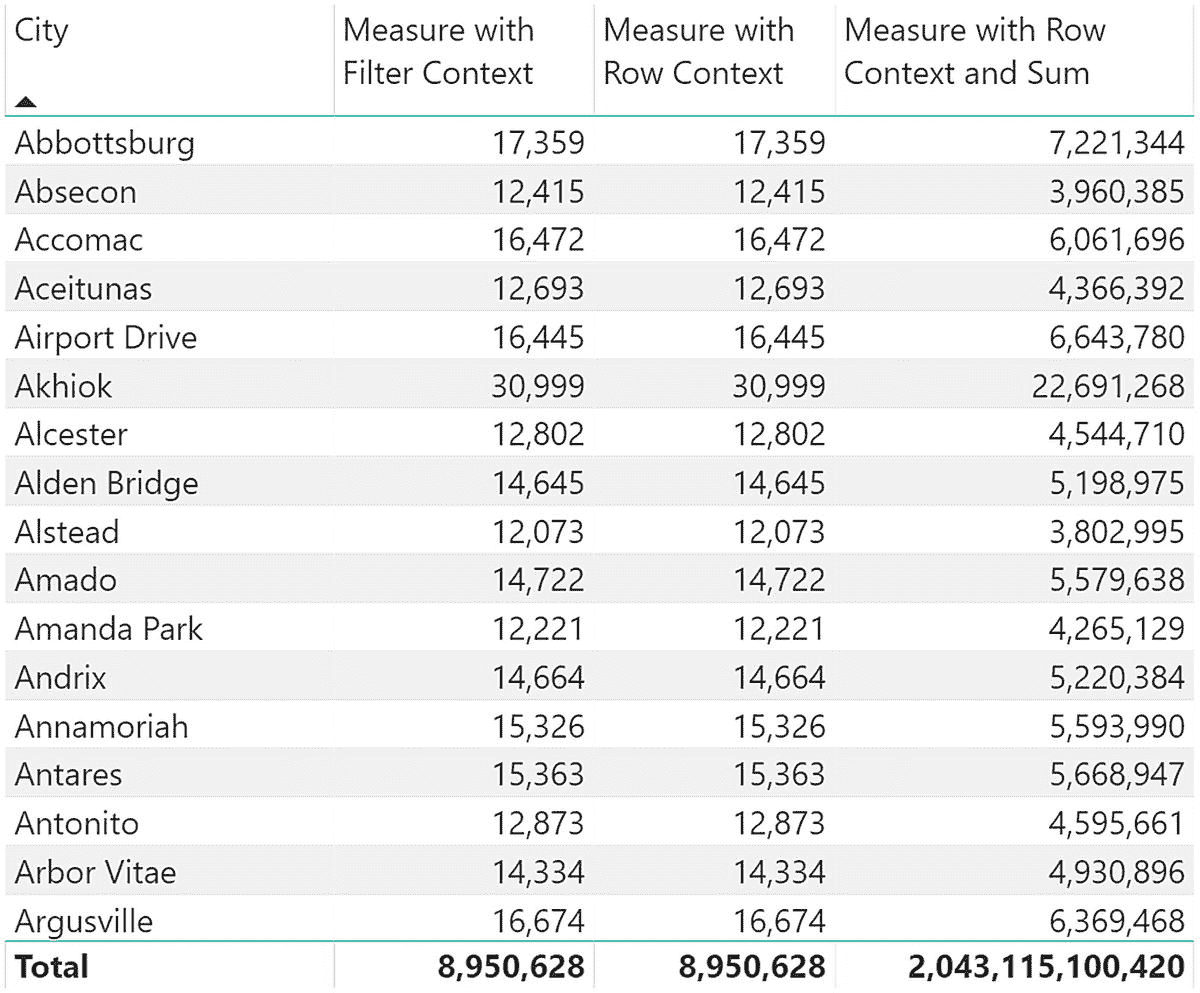 City Measure with Measure with Measure with Row
Filter Context Row Context Context and Sum
Abbottsburg 17,359 17,359 7,221,344
Absecon 12,415 12,415 3,960,385
Accomac 16,472 16,472 6,061,696
Aceitunas 12,693 12,693 4,366,392
Airport Drive 16,445 16,445 6,643,780
Akhiok 30,999 30,999 22,691,268
Alcester 12,802 12,802 4,544,710
Alden Bridge 14,645 14,645 5,198,975
Alstead 12,073 12,073 3,802,995
Amado 14,722 14,722 5,579,638
Amanda Park 12,221 12,221 4,265,129
Andrix 14,664 14,664 5,220,384
Annamoriah 15,326 15,326 5,593,990
Antares 15,363 15,363 5,668,947
Antonito 12,873 12,873 4,595,661
Arbor Vitae 14,334 14,334 4,930,896
Argusville 16,674 16,674 6,369,468
Total 8,950,628 8,950,628 2,043,115,100,420